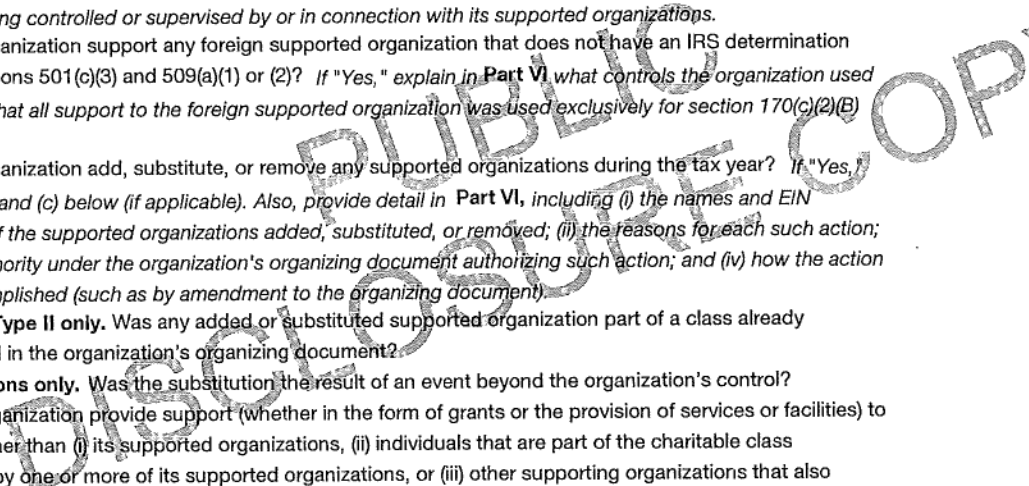 ng controlled or supervised by or in connection with its supported organizations.
anization support any foreign supported organization that does not have an IRS determination
ons 501(c)(3) and 509(a)(1) or (2)? If "Yes," explain in Part VI what controls the organization used
hat all support to the foreign supported organization was used exclusively for section 170(c)(2)(B)
anization add, substitute, or remove any supported organizations during the tax year? If "Yes,"
and (c) below (if applicable). Also, provide detail in Part VI, including (i) the names and EIN
f the supported organizations added, substituted, or removed; (ii) the reasons for each such action;
hority under the organization's organizing document authorizing such action; and (iv) how the action
plished (such as by amendment to the organizing document).
Type II only. Was any added or substituted supported organization part of a class already
in the organization's organizing document?
ons only. Was the substitution the result of an event beyond the organization's control?
ganization provide support (whether in the form of grants or the provision of services or facilities) to
her than (i) its supported organizations, (ii) individuals that are part of the charitable class
by one or more of its supported organizations, or (iii) other supporting organizations that also
PUBLIC
DISCLOSURE COP